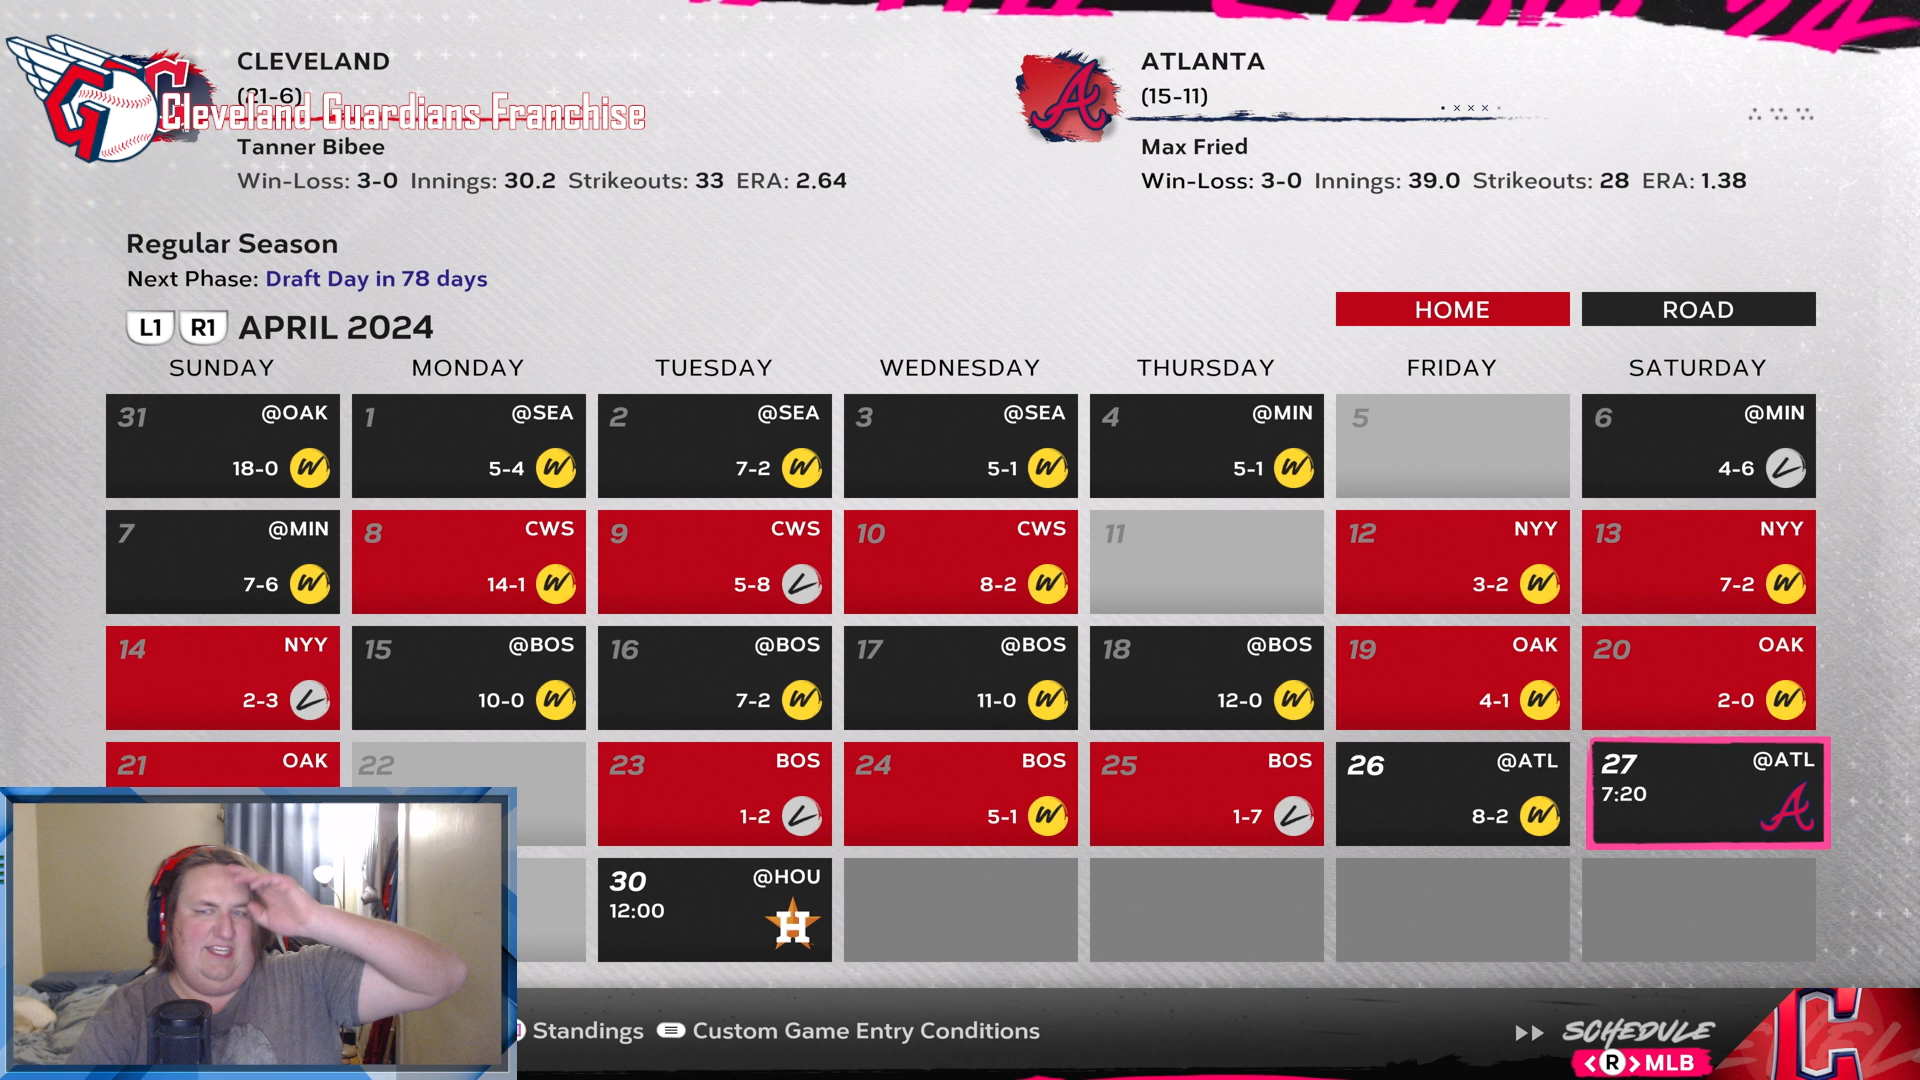 CLEVELAND
(21-6)
Cleveland Guardians Franchise
Tanner Bibee
Win-Loss: 3-0 Innings: 30.2 Strikeouts: 33 ERA: 2.64
ATLANTA
(15-11)
Max Fried
Win-Loss: 3-0 Innings: 39.0 Strikeouts: 28 ERA: 1.38
Regular Season
Next Phase: Draft Day in 78 days
L1 R1 APRIL 2024
HOME ROAD
SUNDAY MONDAY TUESDAY WEDNESDAY THURSDAY FRIDAY SATURDAY
31 @OAK 1 @SEA 2 @SEA 3 @SEA 4 @MIN 5 6 @MIN
18-0 W 5-4 W 7-2 W 5-1 W 5-1 W 4-6 L
7 @MIN 8 CWS 9 CWS 10 CWS 11 12 NYY 13 NYY
7-6 W 14-1 W 5-8 L 8-2 W 3-2 W 7-2 W
14 NYY 15 @BOS 16 @BOS 17 @BOS 18 @BOS 19 OAK 20 OAK
2-3 L 10-0 W 7-2 W 11-0 W 12-0 W 4-1 W 2-0 W
21 OAK 22 23 BOS 24 BOS 25 BOS 26 @ATL 27 @ATL
7:20
1-2 L 5-1 W 1-7 L 8-2 W A
30 @HOU
12:00
H
Standings Custom Game Entry Conditions
SCHEDULE
R MLB
C